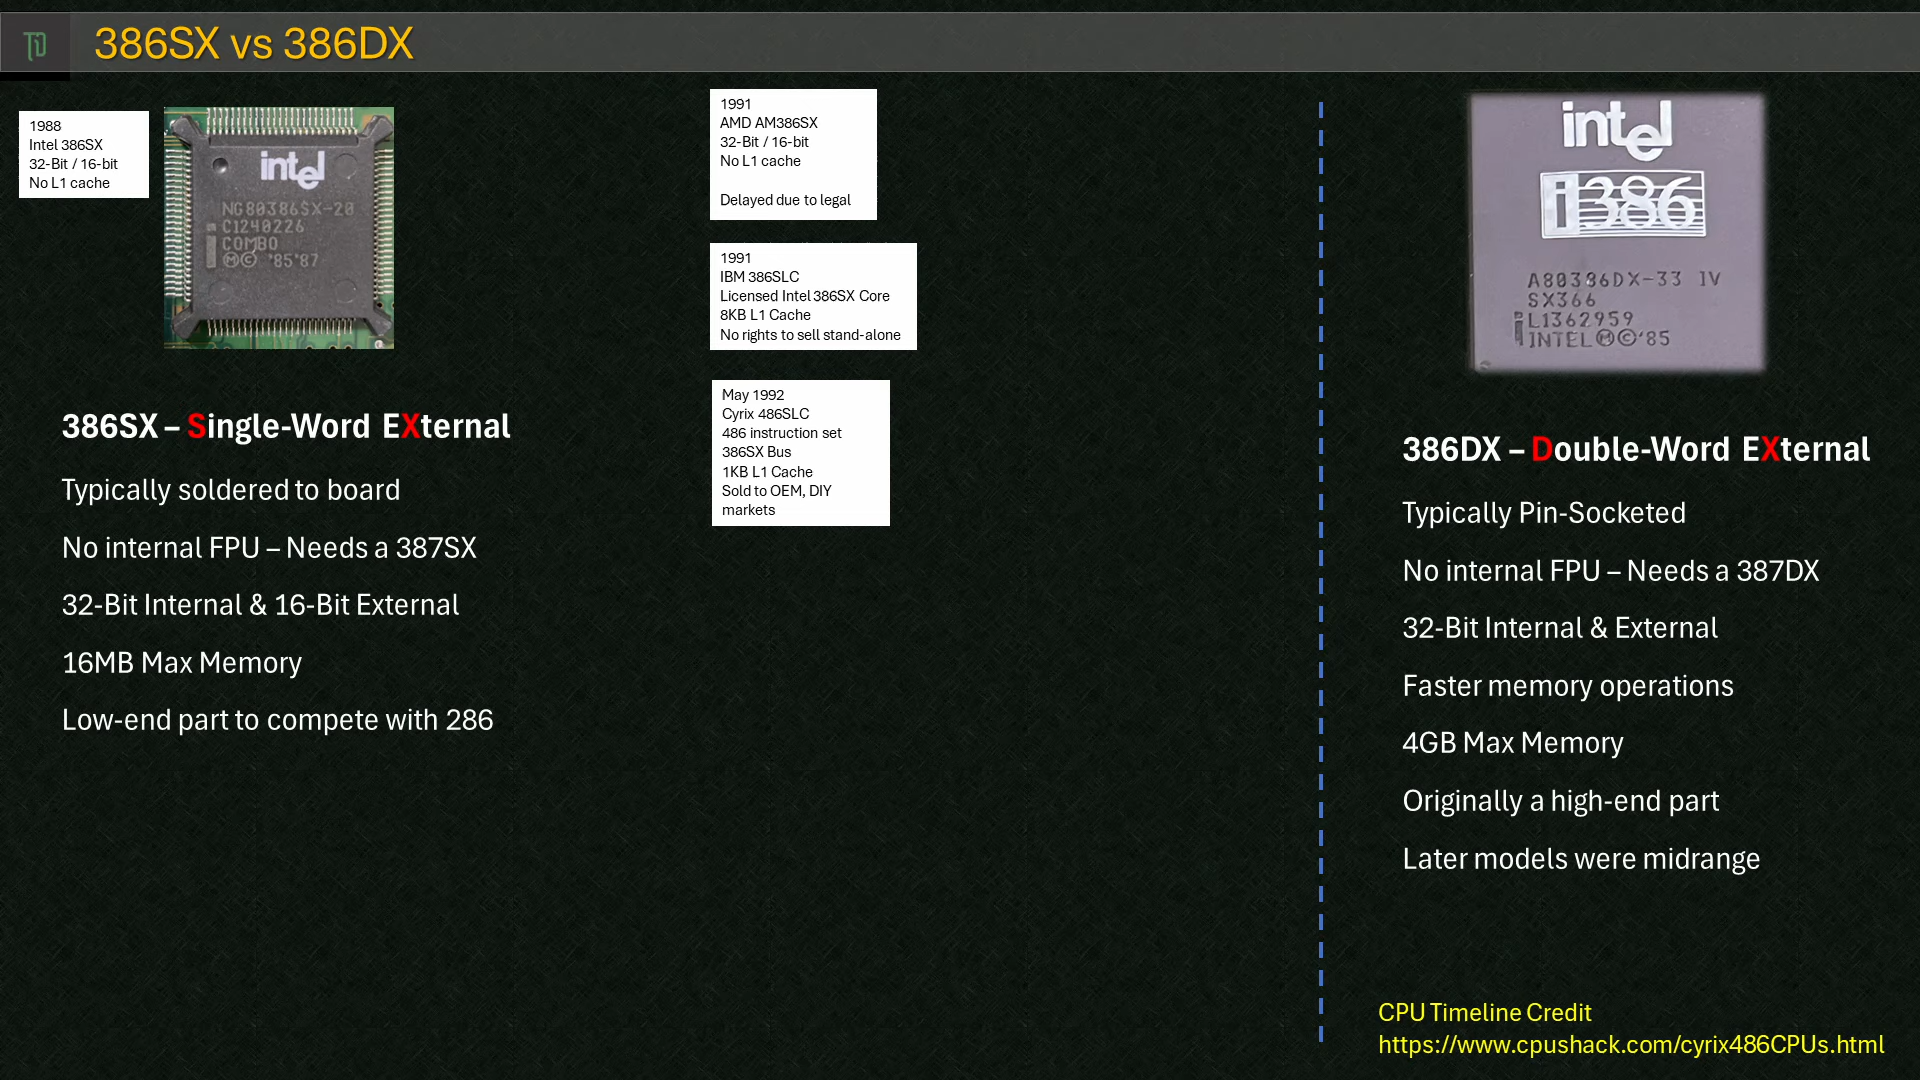 386SX vs 386DX
1988
Intel 386SX
32-Bit / 16-bit
No L1 cache
intel
NG80386SX-20
C1240226
COMBO
ⓂⒸ '85'87
386SX – Single-Word EXternal
Typically soldered to board
No internal FPU – Needs a 387SX
32-Bit Internal & 16-Bit External
16MB Max Memory
Low-end part to compete with 286
1991
AMD AM386SX
32-Bit / 16-bit
No L1 cache
Delayed due to legal
1991
IBM 386SLC
Licensed Intel 386SX Core
8KB L1 Cache
No rights to sell stand-alone
May 1992
Cyrix 486SLC
486 instruction set
386SX Bus
1KB L1 Cache
Sold to OEM, DIY
markets
intel
i386
A80386DX-33 IV
SX366
L1362959
INTELⓂⒸ'85
386DX – Double-Word EXternal
Typically Pin-Socketed
No internal FPU – Needs a 387DX
32-Bit Internal & External
Faster memory operations
4GB Max Memory
Originally a high-end part
Later models were midrange
CPU Timeline Credit
https://www.cpushack.com/cyrix486CPUs.html